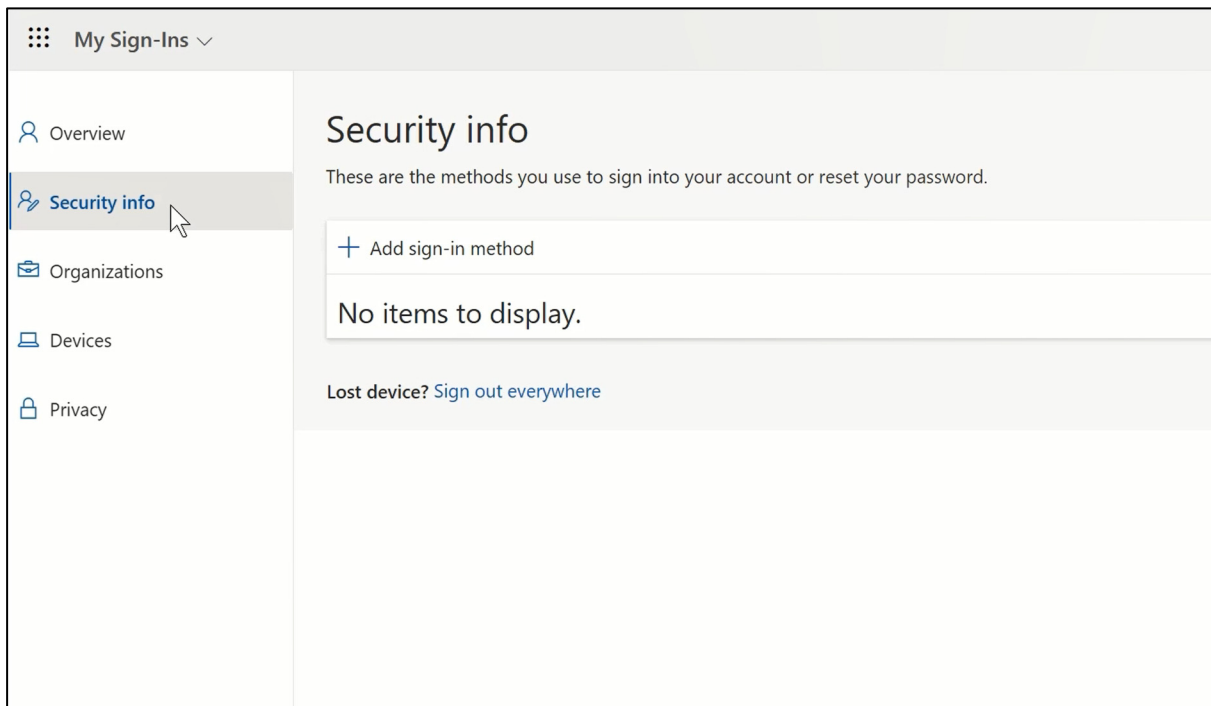 My Sign-Ins
Overview
Security info
Organizations
Devices
Privacy
Security info
These are the methods you use to sign into your account or reset your password.
Add sign-in method
No items to display.
Lost device? Sign out everywhere